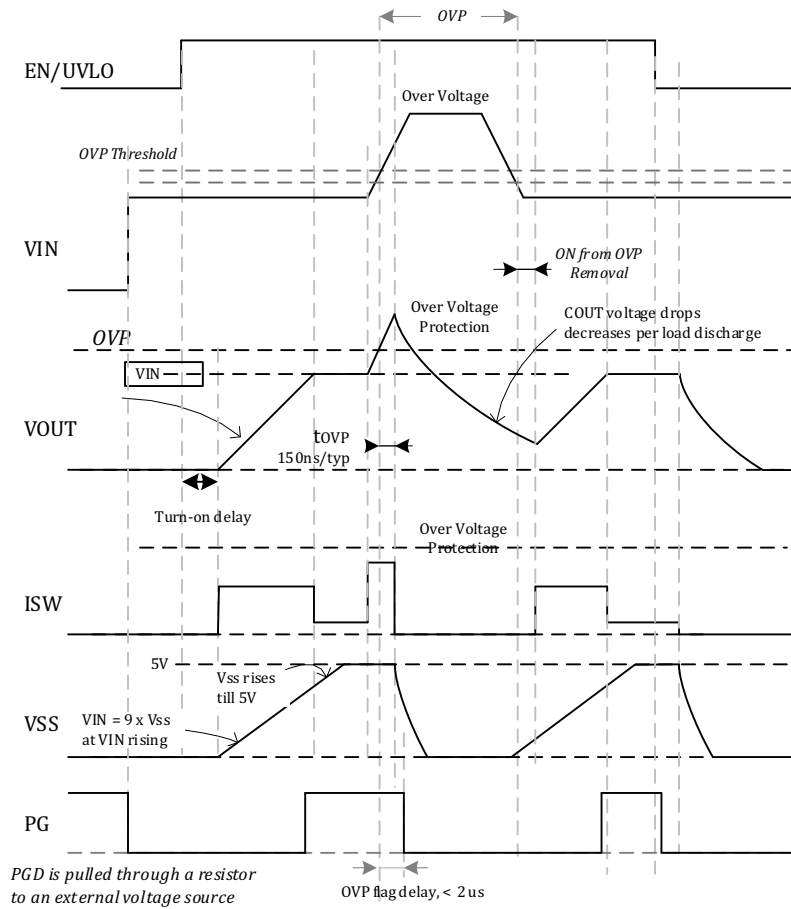 OVP
EN/UVLO
Over Voltage
OVP Threshold
VIN
ON from OVP
Removal
Over Voltage
Protection
COUT voltage drops
decreases per load discharge
OVP
VIN
VOUT
tOVP
150ns/typ
Turn-on delay
Over Voltage
Protection
ISW
5V
Vss rises
till 5V
VIN = 9 x Vss
at VIN rising
VSS
PG
PGD is pulled through a resistor
to an external voltage source
OVP flag delay, < 2 us